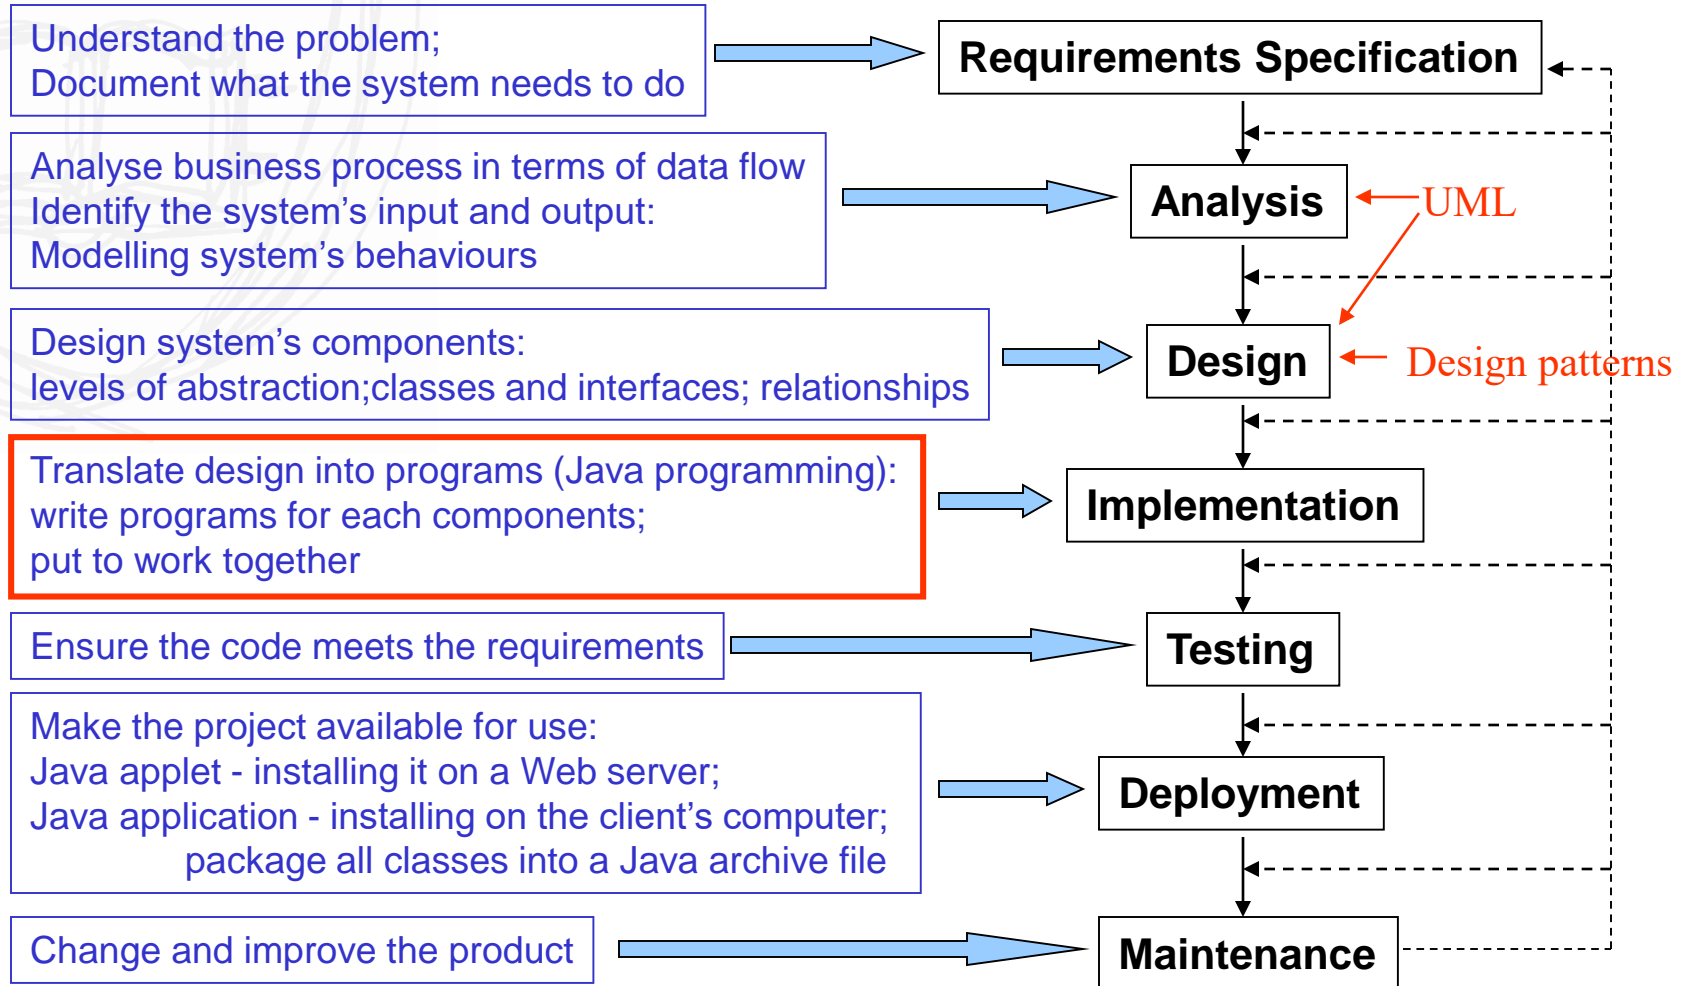 Understand the problem;
Document what the system needs to do
Requirements Specification
Analyse business process in terms of data flow
Identify the system’s input and output:
Modelling system’s behaviours
Analysis
UML
Design system’s components:
levels of abstraction;classes and interfaces; relationships
Design
Design patterns
Translate design into programs (Java programming):
write programs for each components;
put to work together
Implementation
Ensure the code meets the requirements
Testing
Make the project available for use:
Java applet - installing it on a Web server;
Java application - installing on the client’s computer;
package all classes into a Java archive file
Deployment
Change and improve the product
Maintenance